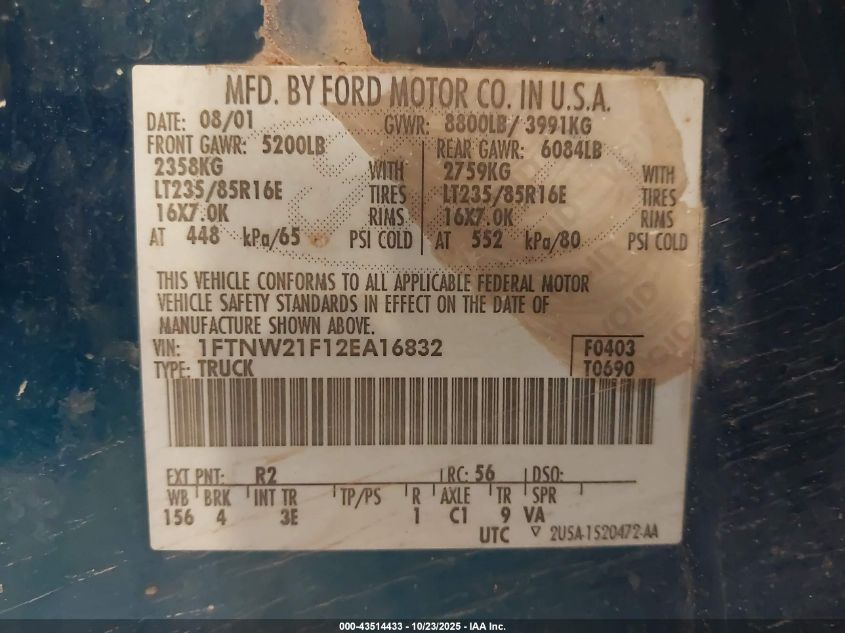 MFD. BY FORD MOTOR CO. IN U.S.A.
DATE: 08/01 GVWR: 8800LB/ 3991KG
FRONT GAWR: 5200LB REAR GAWR: 6084LB
2358KG WITH 2759KG WITH
LT235/85R16E TIRES LT235/85R16E TIRES
16X7.0K RIMS 16X7.0K RIMS
AT 448 kPa/65 PSI COLD AT 552 kPa/80 PSI COLD
THIS VEHICLE CONFORMS TO ALL APPLICABLE FEDERAL MOTOR
VEHICLE SAFETY STANDARDS IN EFFECT ON THE DATE OF
MANUFACTURE SHOWN ABOVE.
VIN: 1FTNW21F12EA16832 F0403
TYPE: TRUCK T0690
EXT PNT: R2 RC: 56 DSO:
WB BRK INT TR TP/PS R AXLE TR SPR
156 4 3E 1 C1 9 VA
UTC ▽ 2U5A-1520472-AA
VOID
000-43514433 - 10/23/2025 - IAA Inc.